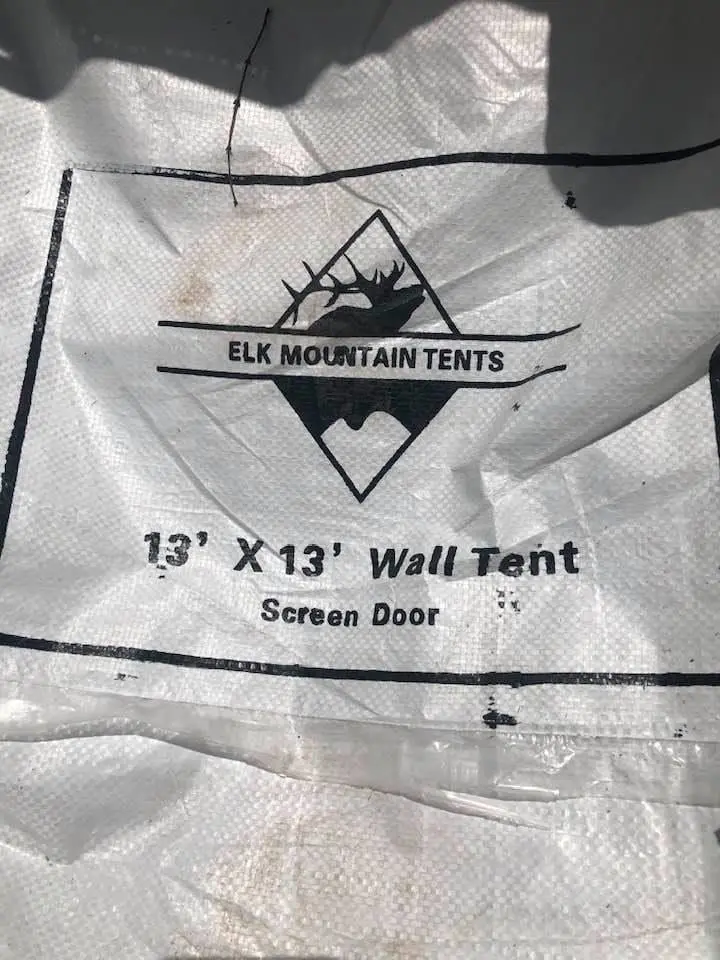 ELK MOUNTAIN TENTS
13' X 13' Wall Tent
Screen Door